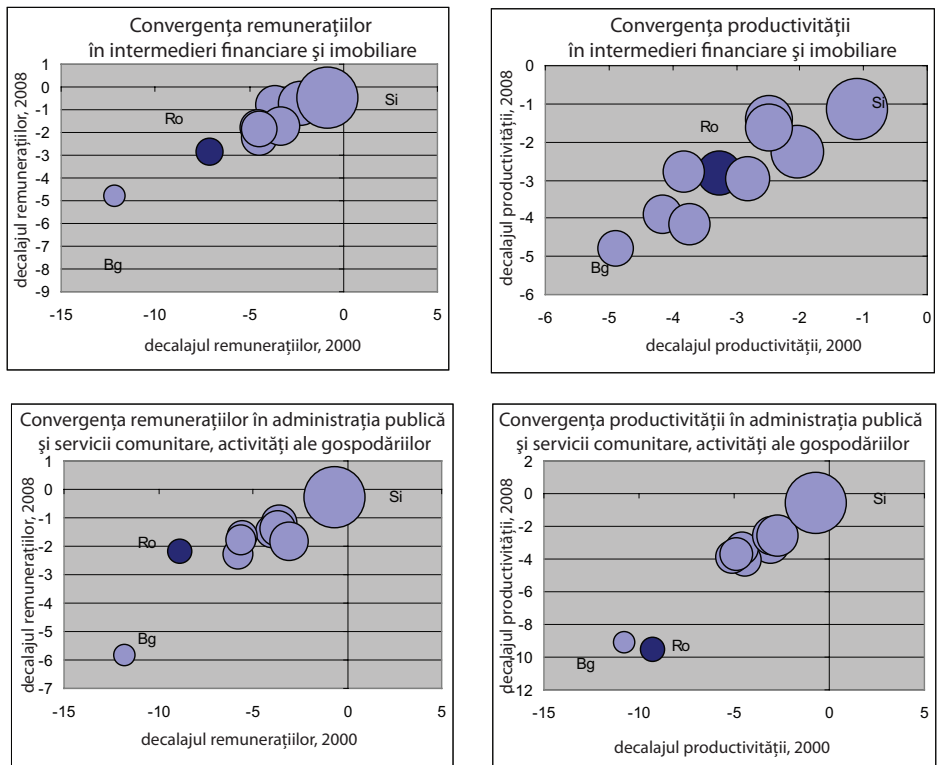 Convergența remunerațiilor
în intermedieri financiare și imobiliare
decalajul remunerațiilor, 2008
1
0
-1
-2
-3
-4
-5
-6
-7
-8
-9
Si
Ro
Bg
-15
-10
-5
0
5
decalajul remunerațiilor, 2000
Convergența productivității
în intermedieri financiare și imobiliare
decalajul productivității, 2008
0
-1
-2
-3
-4
-5
-6
Si
Ro
Bg
-6
-5
-4
-3
-2
-1
0
decalajul productivității, 2000
Convergența remunerațiilor în administrația publică
și servicii comunitare, activități ale gospodăriilor
decalajul remunerațiilor, 2008
1
0
-1
-2
-3
-4
-5
-6
-7
Si
Ro
Bg
-15
-10
-5
0
5
decalajul remunerațiilor, 2000
Convergența productivității în administrația publică
și servicii comunitare, activități ale gospodăriilor
decalajul productivității, 2008
2
0
-2
-4
-6
-8
-10
12
Si
Ro
Bg
-15
-10
-5
0
5
decalajul productivității, 2000